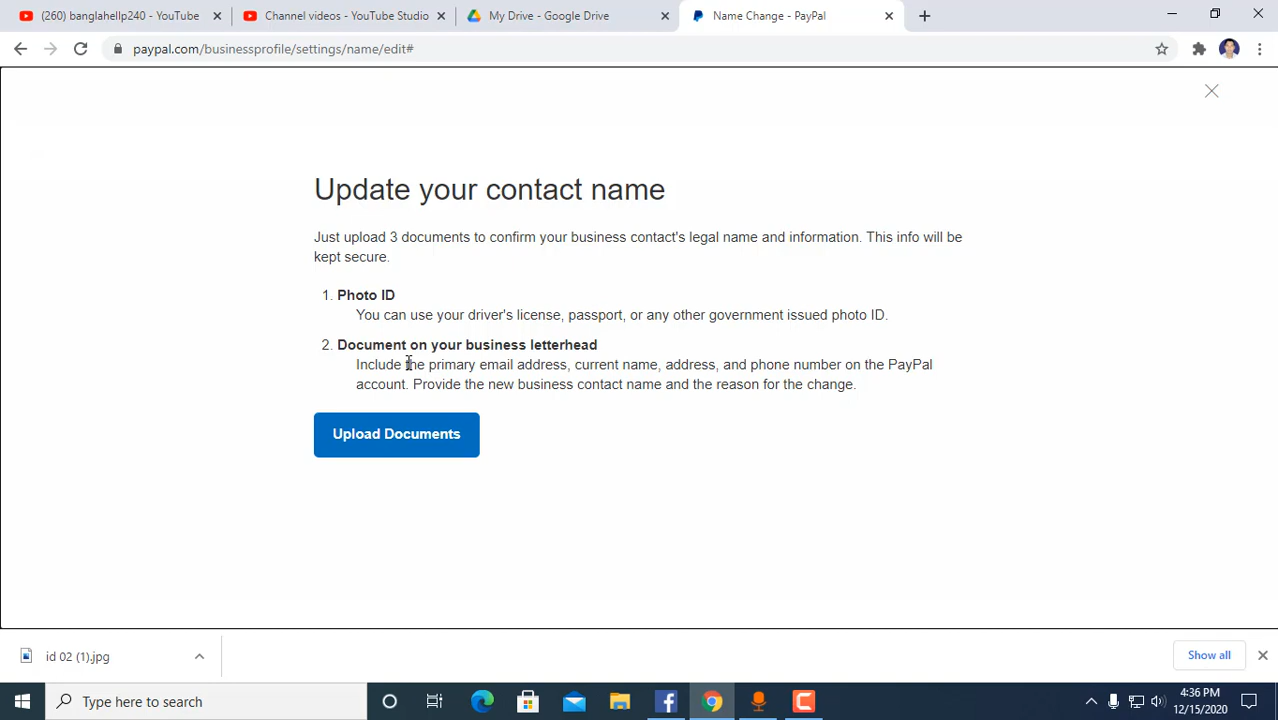 (260) banglahellp240 - YouTube
Channel videos - YouTube Studio
My Drive - Google Drive
Name Change - PayPal
paypal.com/businessprofile/settings/name/edit#
Update your contact name
Just upload 3 documents to confirm your business contact's legal name and information. This info will be
kept secure.
1. Photo ID
You can use your driver's license, passport, or any other government issued photo ID.
2. Document on your business letterhead
Include the primary email address, current name, address, and phone number on the PayPal
account. Provide the new business contact name and the reason for the change.
Upload Documents
id 02 (1).jpg
Show all
Type here to search
4:36 PM
12/15/2020